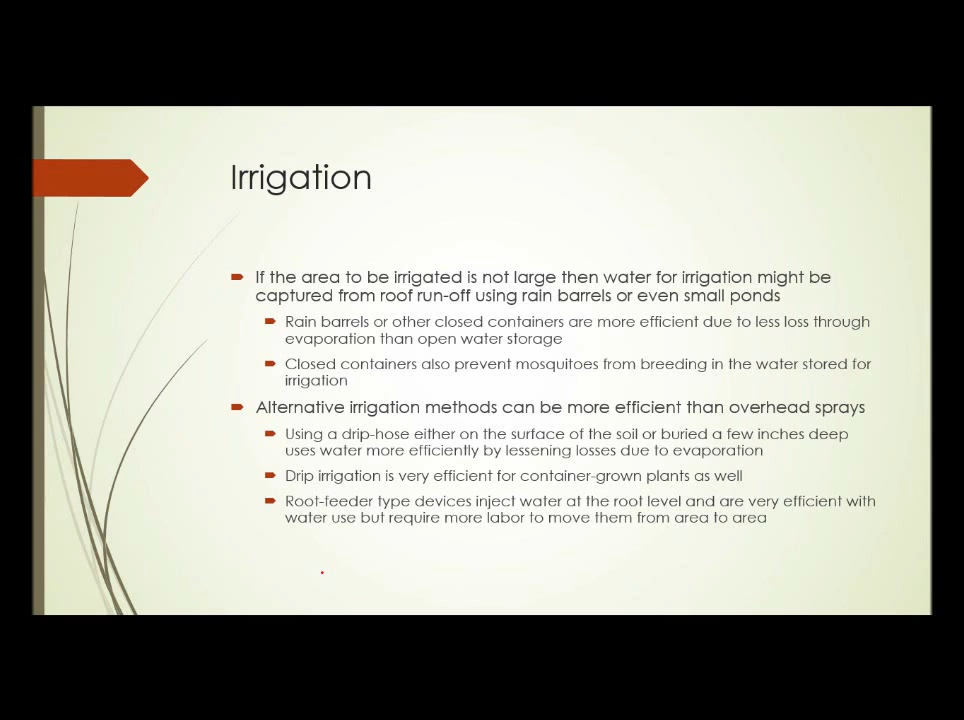 Irrigation
If the area to be irrigated is not large then water for irrigation might be
captured from roof run-off using rain barrels or even small ponds
Rain barrels or other closed containers are more efficient due to less loss through
evaporation than open water storage
Closed containers also prevent mosquitoes from breeding in the water stored for
irrigation
Alternative irrigation methods can be more efficient than overhead sprays
Using a drip-hose either on the surface of the soil or buried a few inches deep
uses water more efficiently by lessening losses due to evaporation
Drip irrigation is very efficient for container-grown plants as well
Root-feeder type devices inject water at the root level and are very efficient with
water use but require more labor to move them from area to area